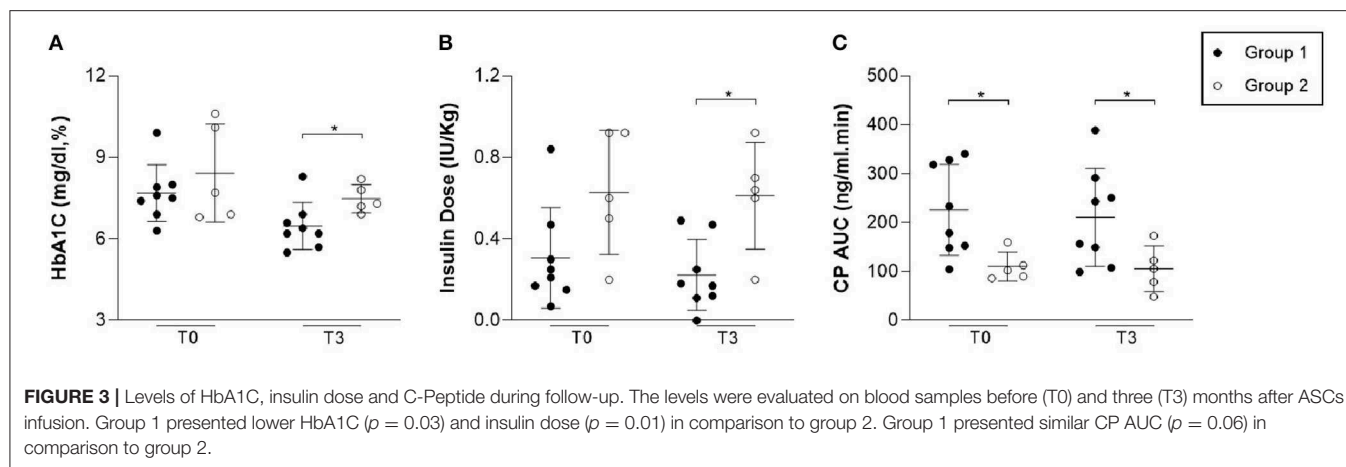 A
B
C
Group 1
Group 2
HbA1C (mg/dl,%)
12
9
6
3
*
T0
T3
Insulin Dose (IU/Kg)
1.2
0.8
0.4
0.0
*
T0
T3
CP AUC (ng/ml.min)
500
400
300
200
100
0
*
*
T0
T3
FIGURE 3 | Levels of HbA1C, insulin dose and C-Peptide during follow-up. The levels were evaluated on blood samples before (T0) and three (T3) months after ASCs
infusion. Group 1 presented lower HbA1C (p = 0.03) and insulin dose (p = 0.01) in comparison to group 2. Group 1 presented similar CP AUC (p = 0.06) in
comparison to group 2.